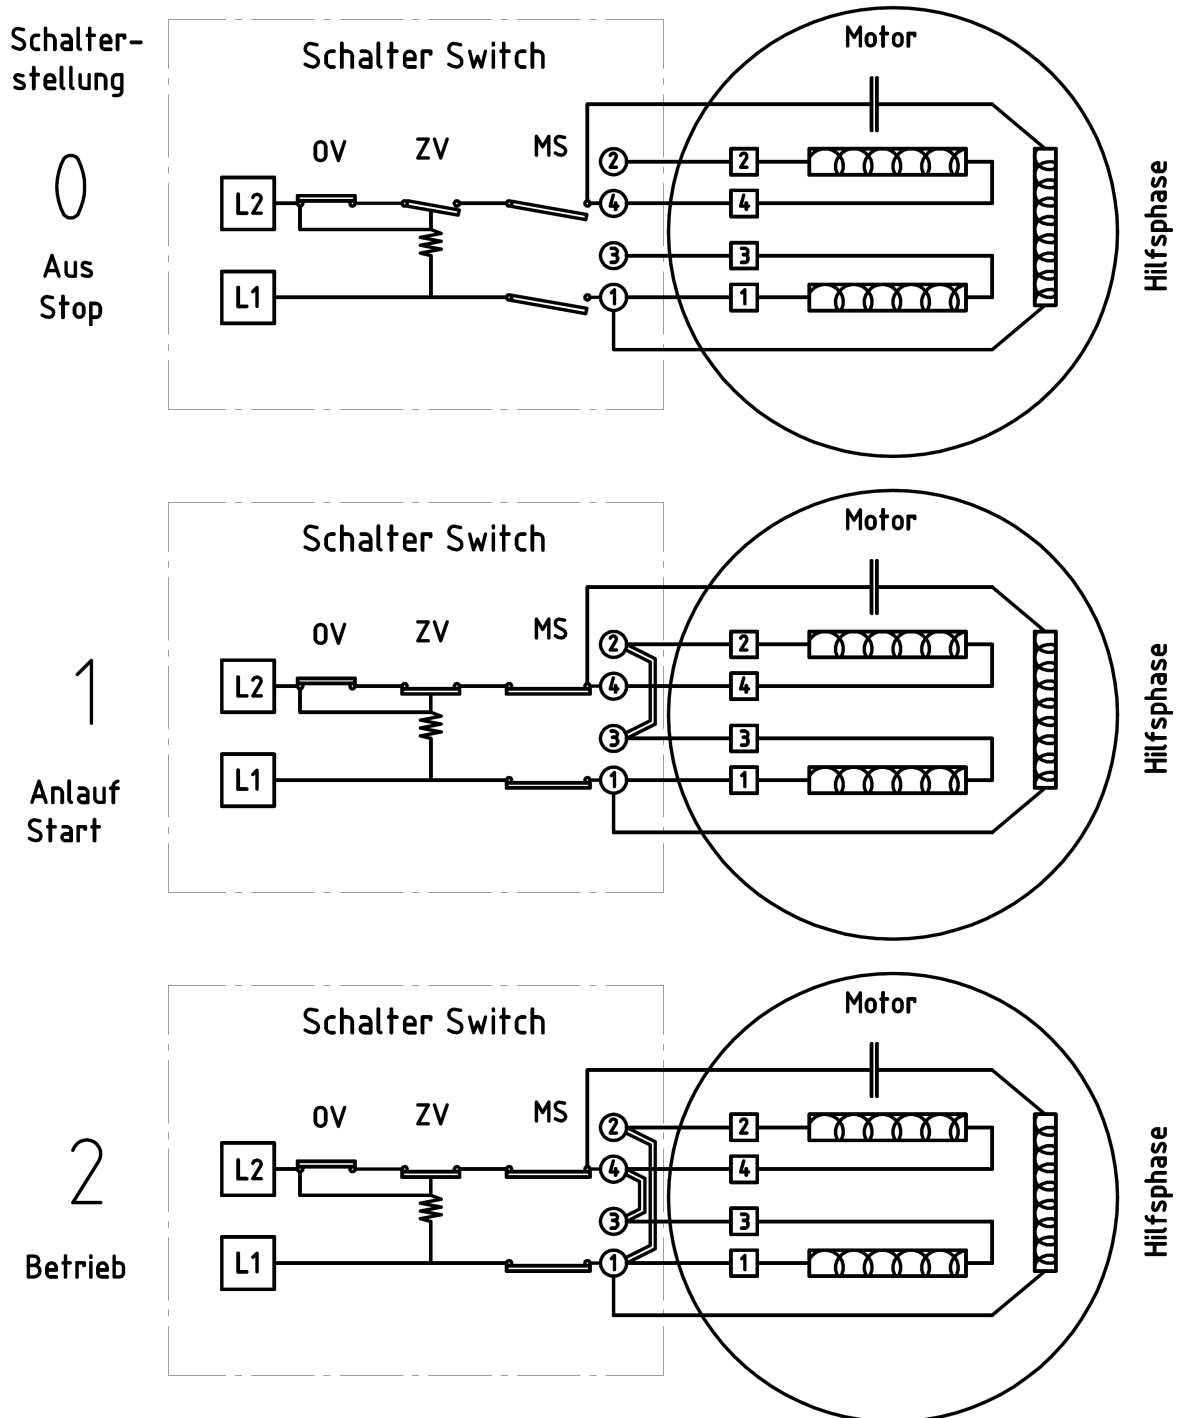 Schalter-
stellung
Schalter Switch
Motor
0
Aus
Stop
OV ZV MS
L2
L1
2
4
3
1
2
4
3
1
Hilfsphase
Schalter Switch
Motor
1
Anlauf
Start
OV ZV MS
L2
L1
2
4
3
1
2
4
3
1
Hilfsphase
Schalter Switch
Motor
2
Betrieb
OV ZV MS
L2
L1
2
4
3
1
2
4
3
1
Hilfsphase